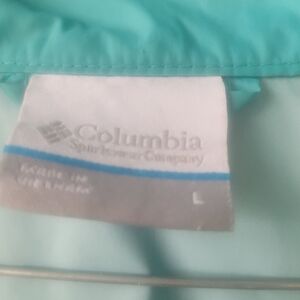 Columbia
Sportswear Company
MADE IN
VIETNAM
L